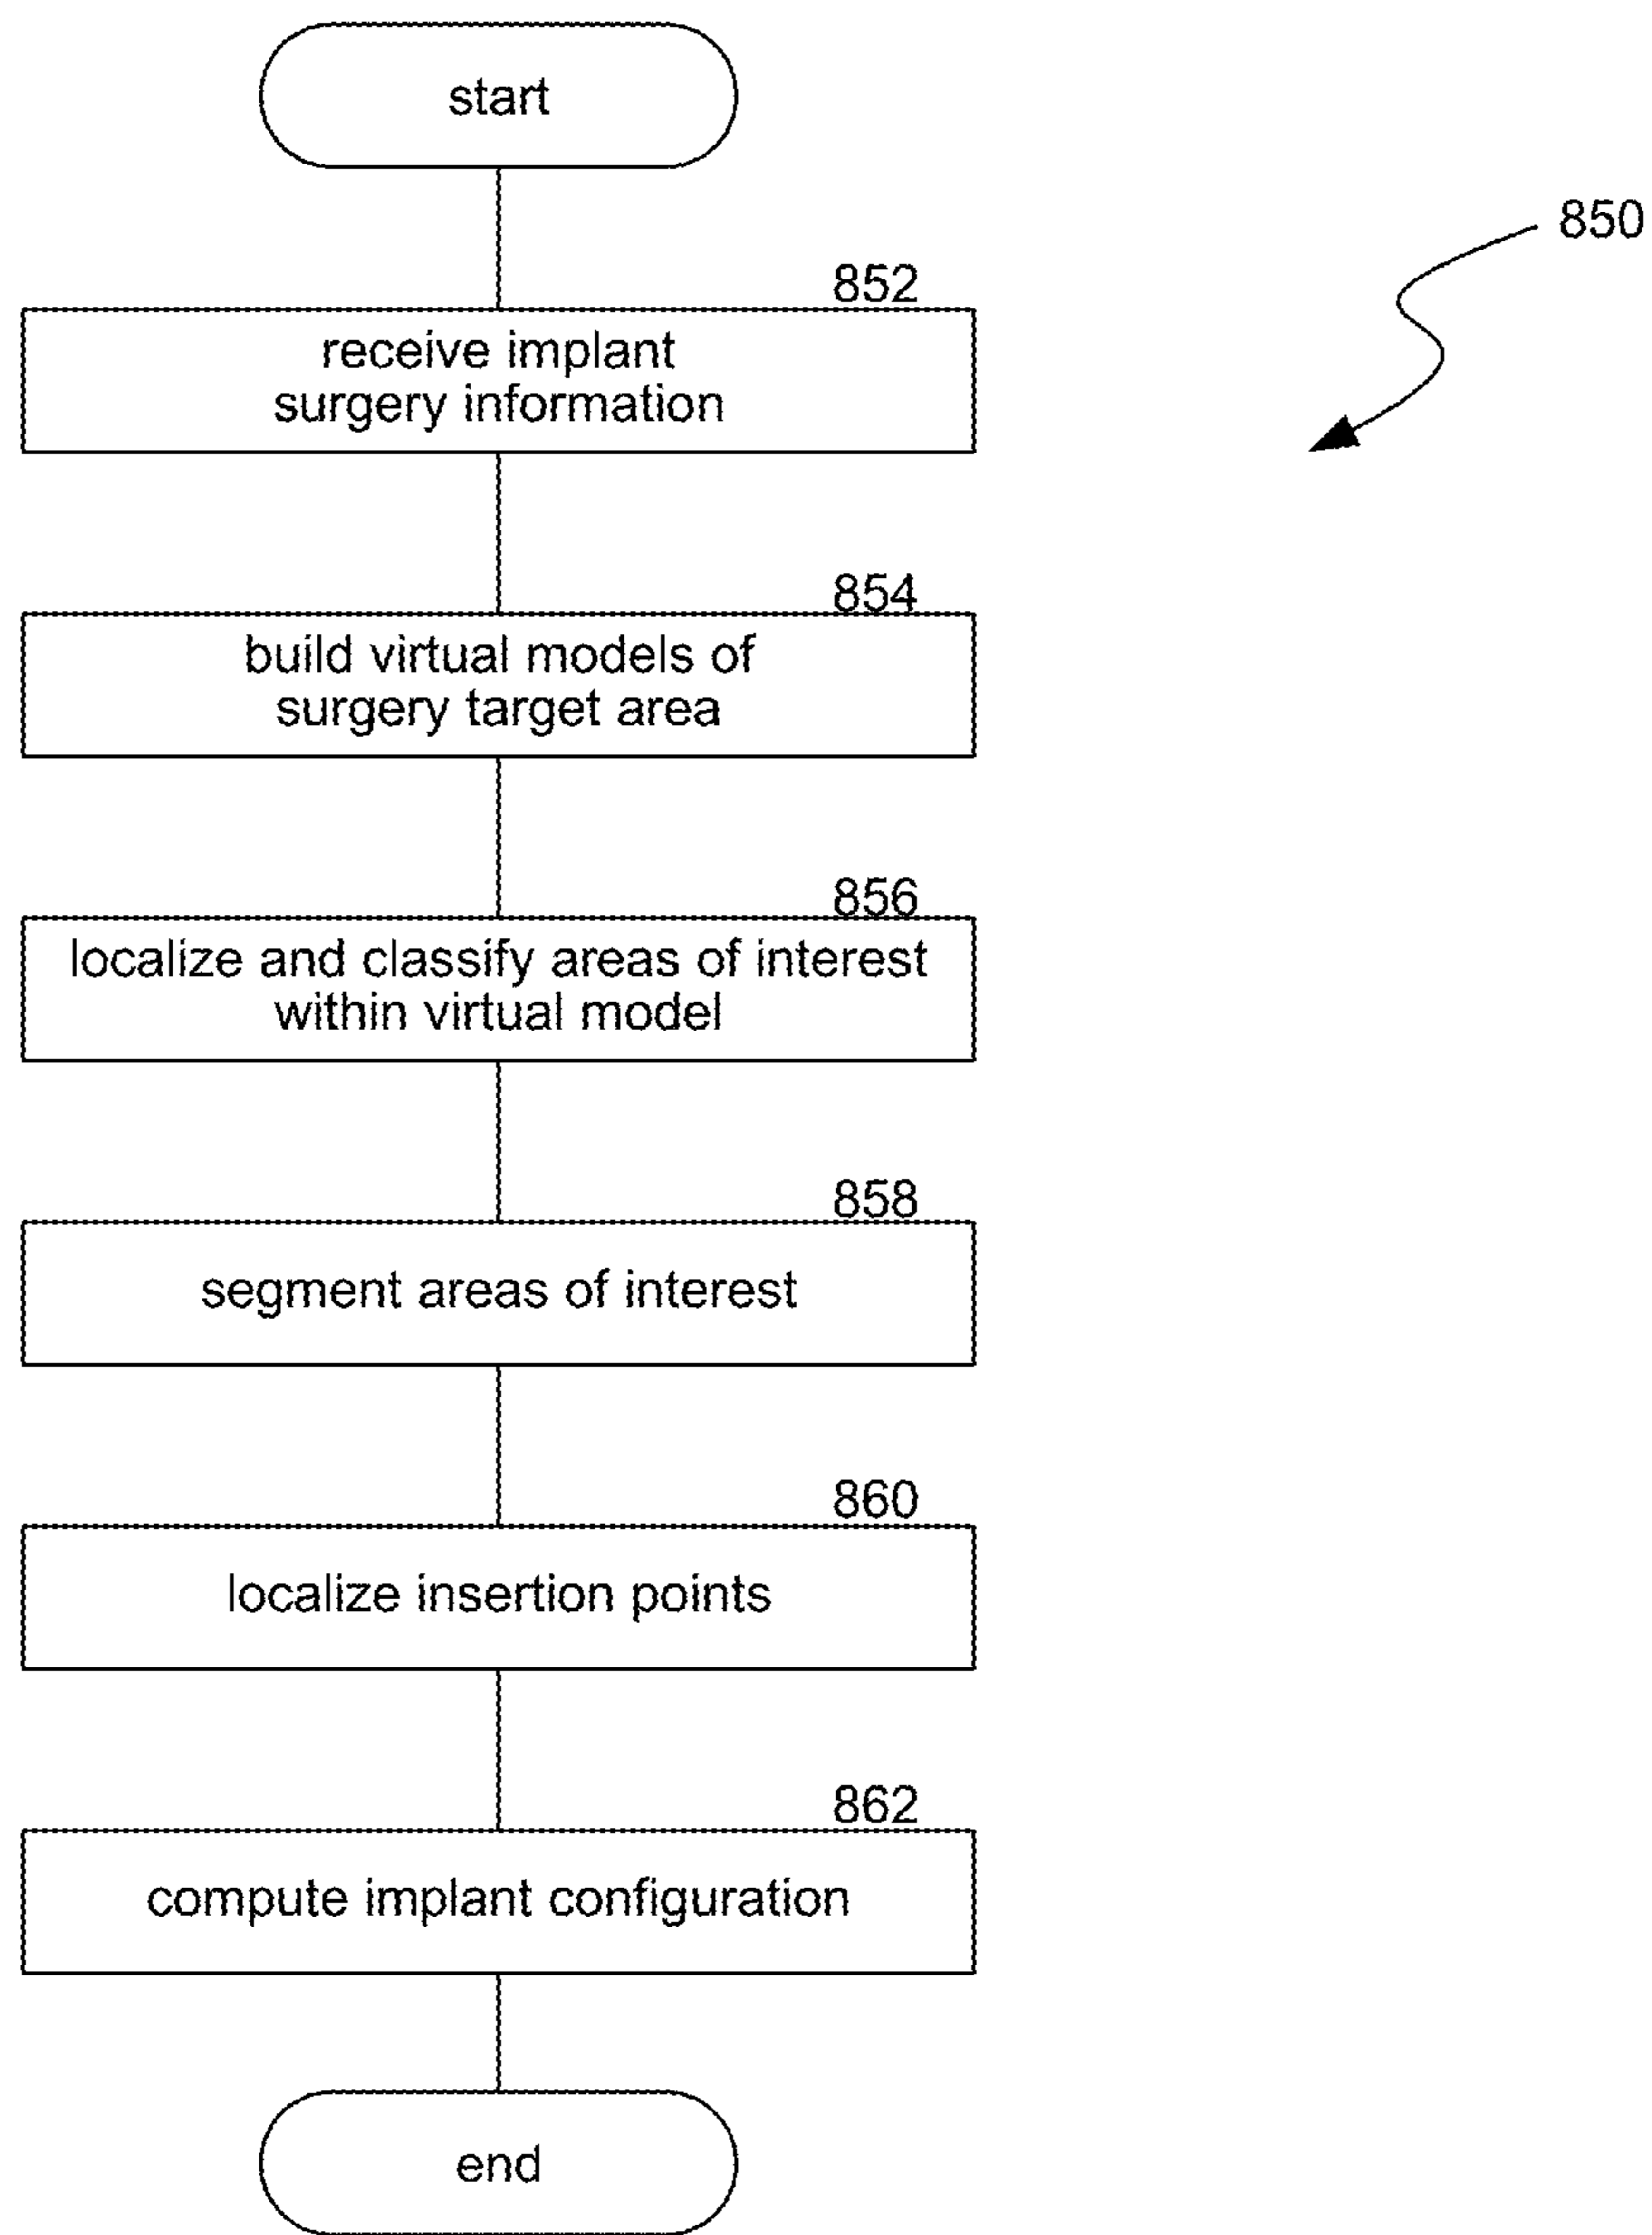 start
850
852
receive implant
surgery information
854
build virtual models of
surgery target area
856
localize and classify areas of interest
within virtual model
858
segment areas of interest
860
localize insertion points
862
compute implant configuration
end